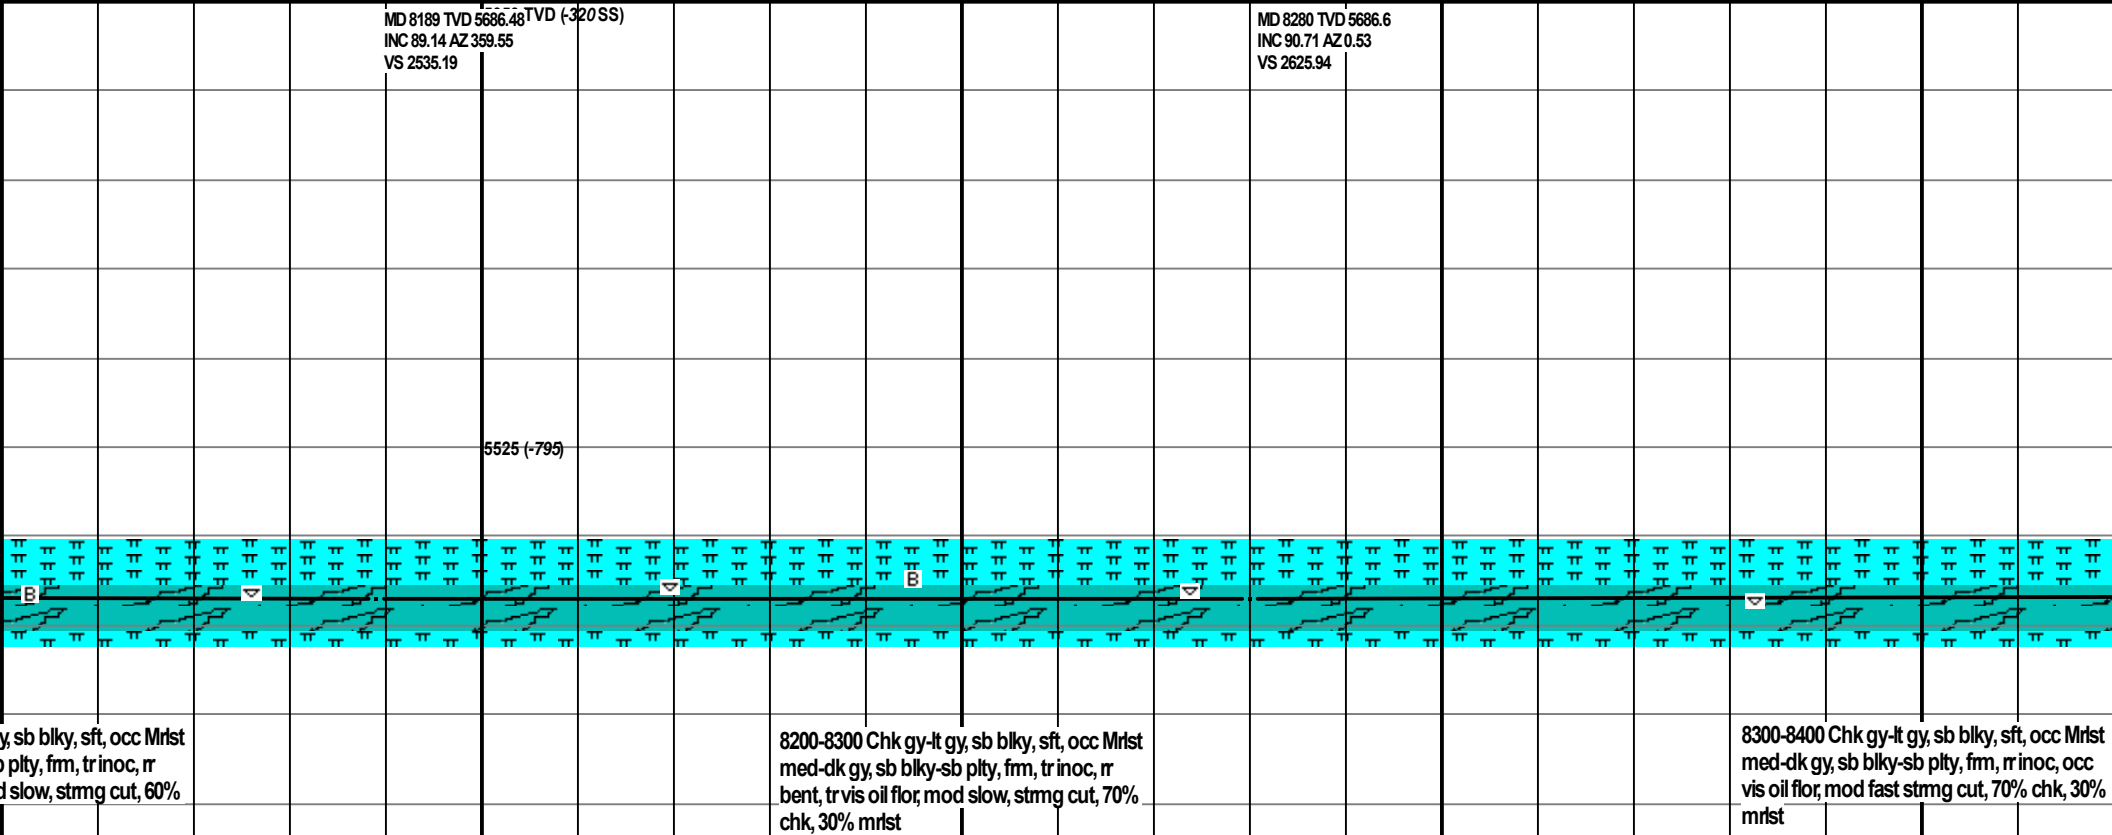 MD 8189 TVD 5686.48
TVD (-320 SS)
INC 89.14 AZ 359.55
VS 2535.19
MD 8280 TVD 5686.6
INC 90.71 AZ 0.53
VS 2625.94
5525 (-795)
B
B
y, sb blky, sft, occ Mrlst
plty, frm, tr inoc, rr
slow, strmg cut, 60%
8200-8300 Chk gy-lt gy, sb blky, sft, occ Mrlst
med-dk gy, sb blky-sb plty, frm, tr inoc, rr
bent, tr vis oil flor, mod slow, strmg cut, 70%
chk, 30% mrlst
8300-8400 Chk gy-lt gy, sb blky, sft, occ Mrlst
med-dk gy, sb blky-sb plty, frm, rr inoc, occ
vis oil flor, mod fast strmg cut, 70% chk, 30%
mrlst